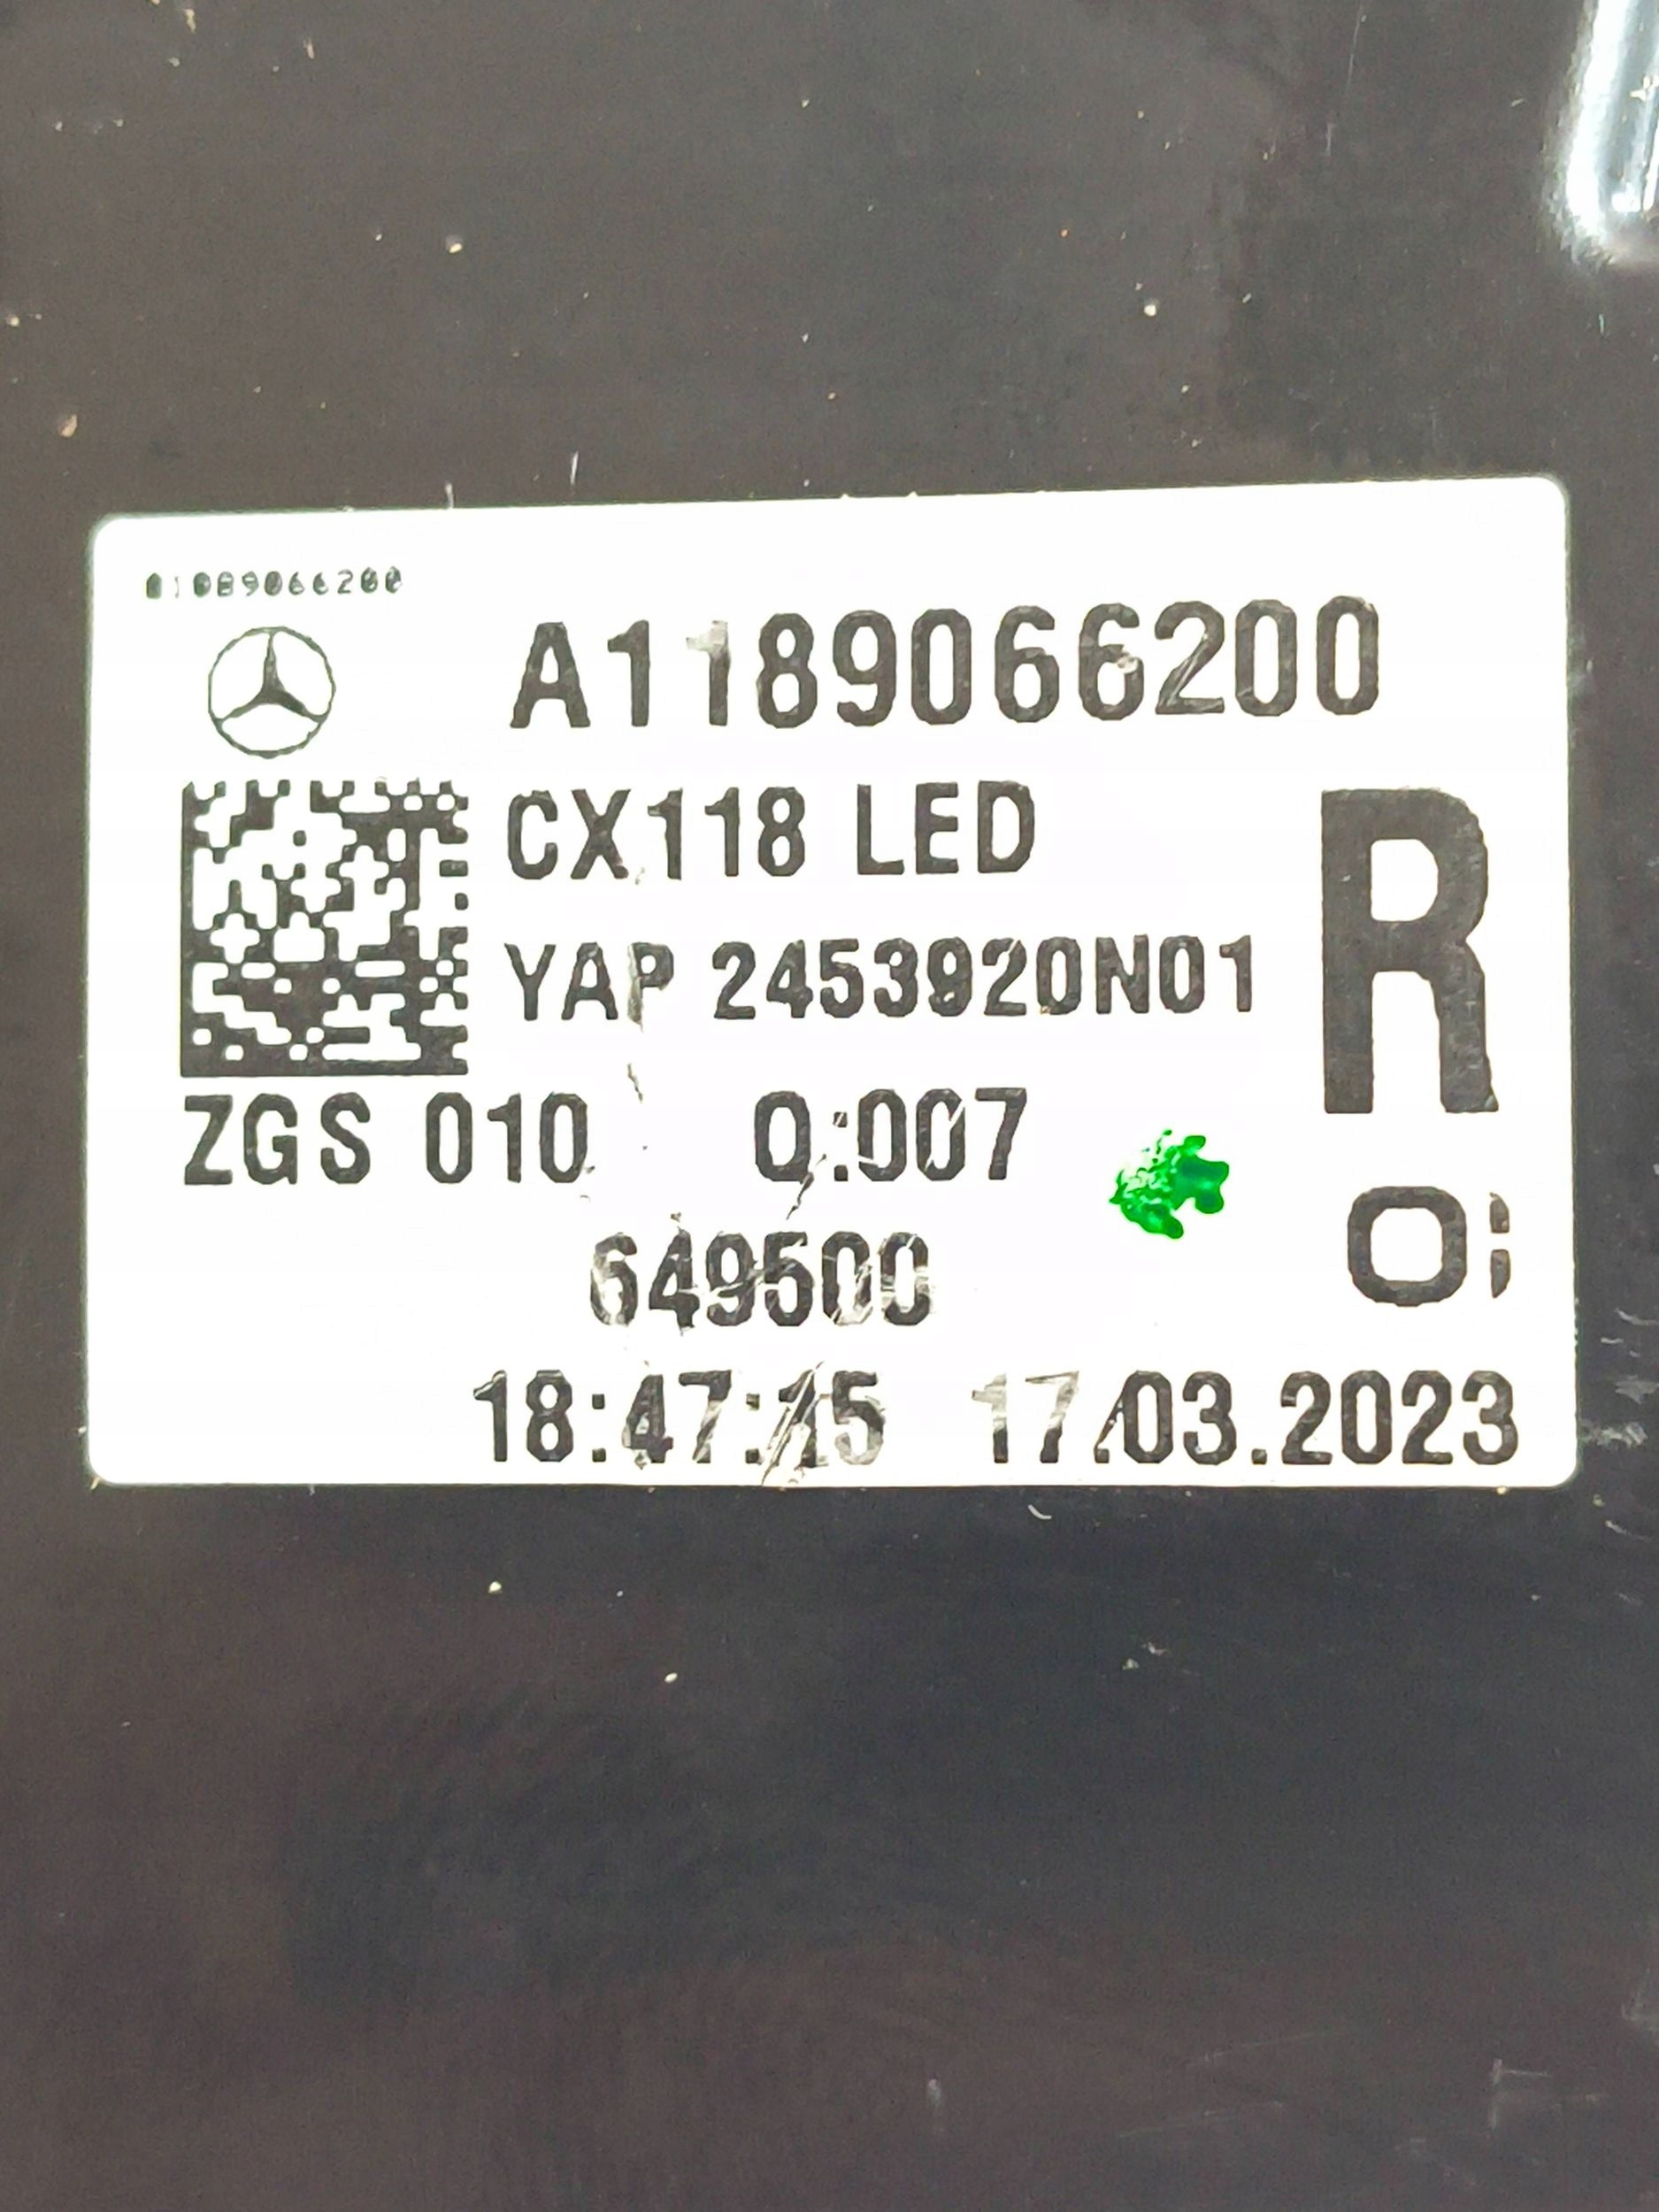 A1189066200
CX118 LED
YAP 2453920N01
R
ZGS 010 Q:007
649500
18:47:15 17.03.2023